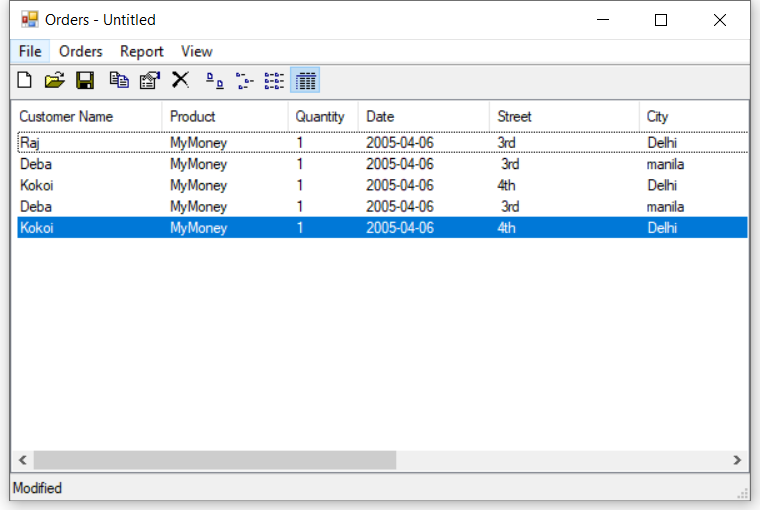 Orders - Untitled
File Orders Report View
Customer Name Product Quantity Date Street City
Raj MyMoney 1 2005-04-06 3rd Delhi
Deba MyMoney 1 2005-04-06 3rd manila
Kokoi MyMoney 1 2005-04-06 4th Delhi
Deba MyMoney 1 2005-04-06 3rd manila
Kokoi MyMoney 1 2005-04-06 4th Delhi
Modified